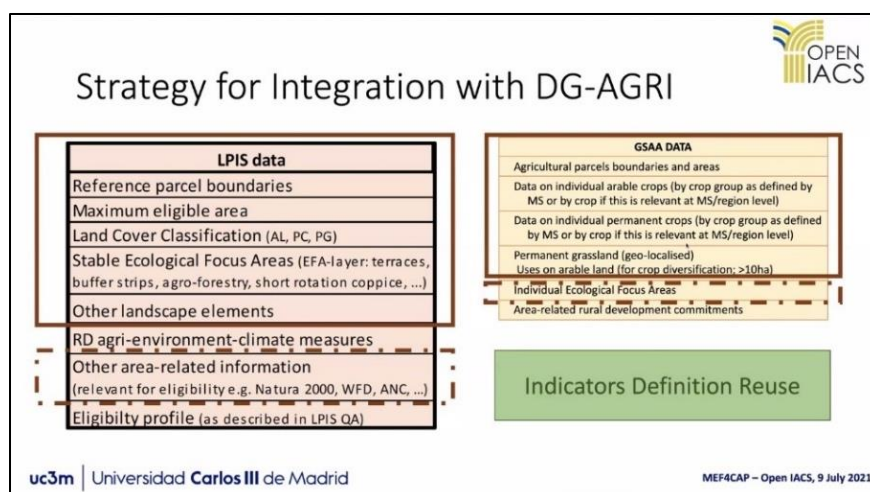 OPEN
IACS
Strategy for Integration with DG-AGRI
LPIS data
Reference parcel boundaries
Maximum eligible area
Land Cover Classification (AL, PC, PG)
Stable Ecological Focus Areas (EFA-layer: terraces,
buffer strips, agro-forestry, short rotation coppice, ...)
Other landscape elements
RD agri-environment-climate measures
Other area-related information
(relevant for eligibility e.g. Natura 2000, WFD, ANC, ...)
Eligibilty profile (as described in LPIS QA)
GSAA DATA
Agricultural parcels boundaries and areas
Data on individual arable crops (by crop group as defined by
MS or by crop if this is relevant at MS/region level)
Data on individual permanent crops (by crop group as defined
by MS or by crop if this is relevant at MS/region level)
Permanent grassland (geo-localised)
Uses on arable land (for crop diversification; >10ha)
Individual Ecological Focus Areas
Area-related rural development commitments
Indicators Definition Reuse
uc3m | Universidad Carlos III de Madrid
MEF4CAP – Open IACS, 9 July 2021